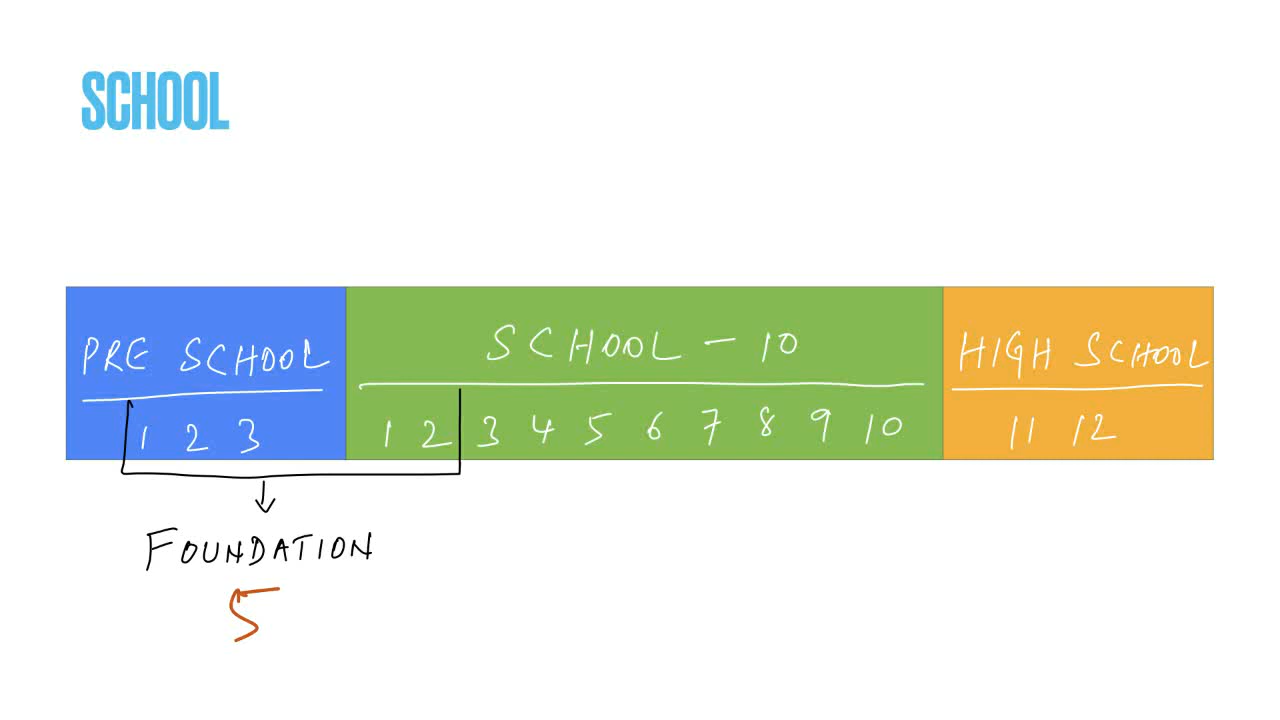 SCHOOL
PRE SCHOOL
1 2 3
SCHOOL - 10
1 2 3 4 5 6 7 8 9 10
HIGH SCHOOL
11 12
FOUNDATION
5